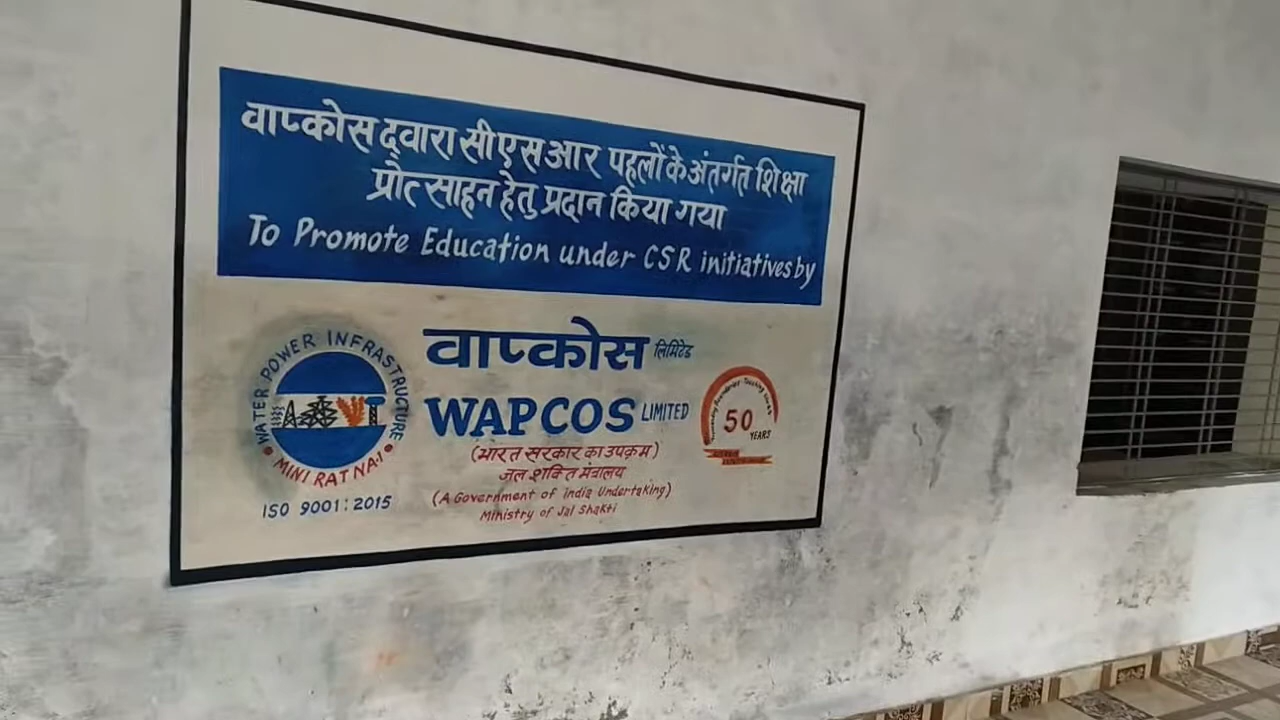 वाप्कोस द्वारा सीएसआर पहलों के अंतर्गत शिक्षा
प्रोत्साहन हेतु प्रदान किया गया
To Promote Education under CSR initiatives by
WATER POWER INFRASTRUCTURE
MINI RATNA-I
ISO 9001:2015
वाप्कोस लिमिटेड
WAPCOS LIMITED
(भारत सरकार का उपक्रम)
जल शक्ति मंत्रालय
(A Government of India Undertaking)
Ministry of Jal Shakti
50
YEARS